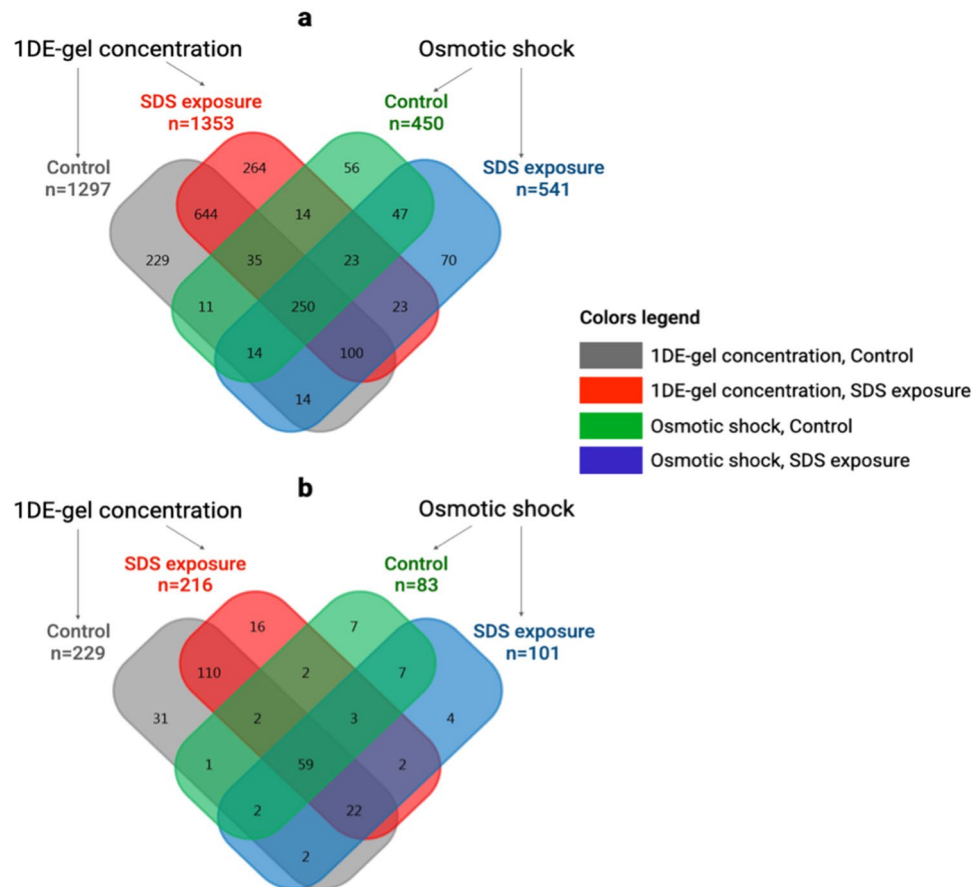 a
1DE-gel concentration
Osmotic shock
SDS exposure
n=1353
Control
n=450
Control
n=1297
SDS exposure
n=541
264
56
644
14
47
229
35
23
70
11
250
23
14
100
14
Colors legend
1DE-gel concentration, Control
1DE-gel concentration, SDS exposure
Osmotic shock, Control
Osmotic shock, SDS exposure
b
1DE-gel concentration
Osmotic shock
SDS exposure
n=216
Control
n=83
Control
n=229
SDS exposure
n=101
16
7
110
2
7
31
2
3
4
1
59
2
2
22
2